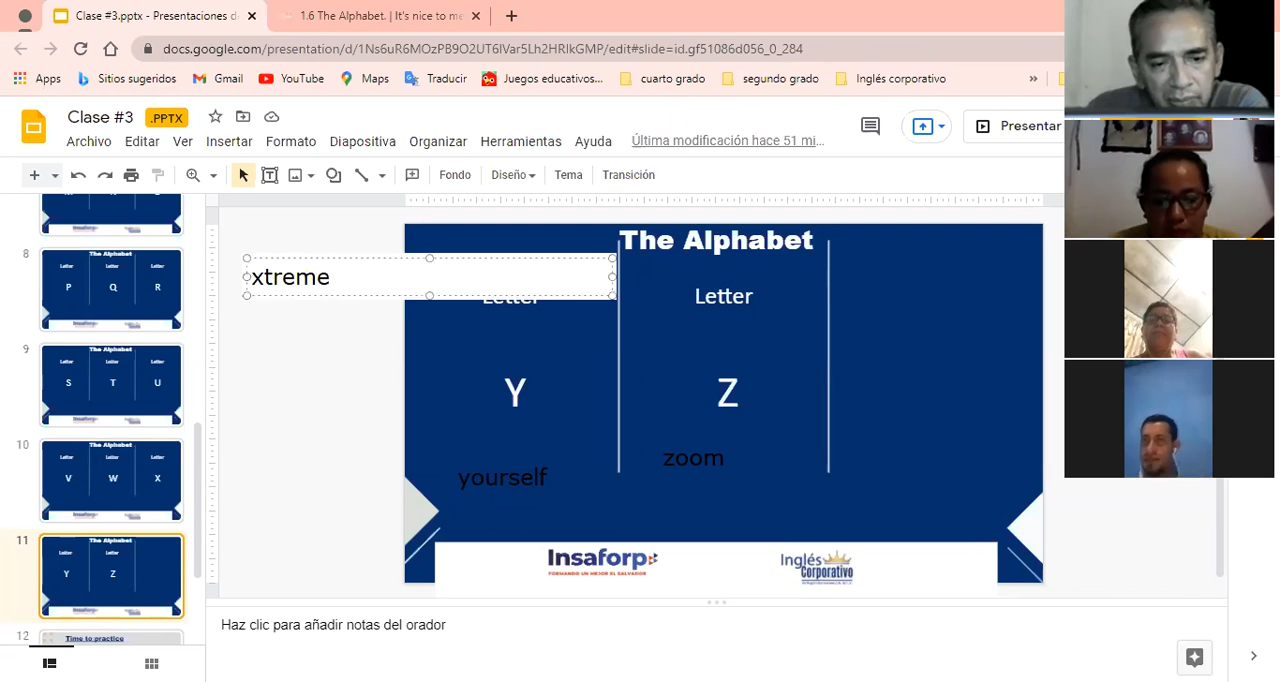 Clase #3.pptx - Presentaciones d
1.6 The Alphabet. | It's nice to me
docs.google.com/presentation/d/1Ns6uR6MOzPB9O2UT6IVar5Lh2HRIkGMP/edit#slide=id.gf51086d056_0_284
Apps Sitios sugeridos Gmail YouTube Maps Traducir Juegos educativos... cuarto grado segundo grado Inglés corporativo »
Clase #3 .PPTX
Presentar
Archivo Editar Ver Insertar Formato Diapositiva Organizar Herramientas Ayuda Última modificación hace 51 mi...
Fondo Diseño Tema Transición
8
The Alphabet
Letter Letter Letter
P Q R
9
The Alphabet
Letter Letter Letter
S T U
10
The Alphabet
Letter Letter Letter
V W X
11
The Alphabet
Letter Letter
Y Z
12
Time to practice
The Alphabet
xtreme
Letter Letter
Y Z
yourself zoom
Insaforp
FORMANDO UN MEJOR EL SALVADOR
Inglés
Corporativo
Haz clic para añadir notas del orador